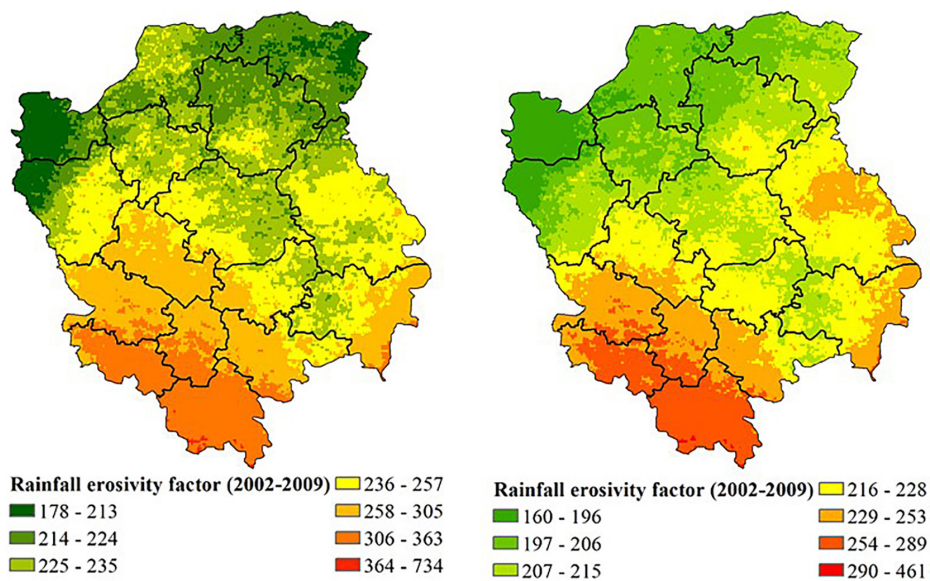 Rainfall erosivity factor (2002-2009)
178 - 213
214 - 224
225 - 235
236 - 257
258 - 305
306 - 363
364 - 734
Rainfall erosivity factor (2002-2009)
160 - 196
197 - 206
207 - 215
216 - 228
229 - 253
254 - 289
290 - 461